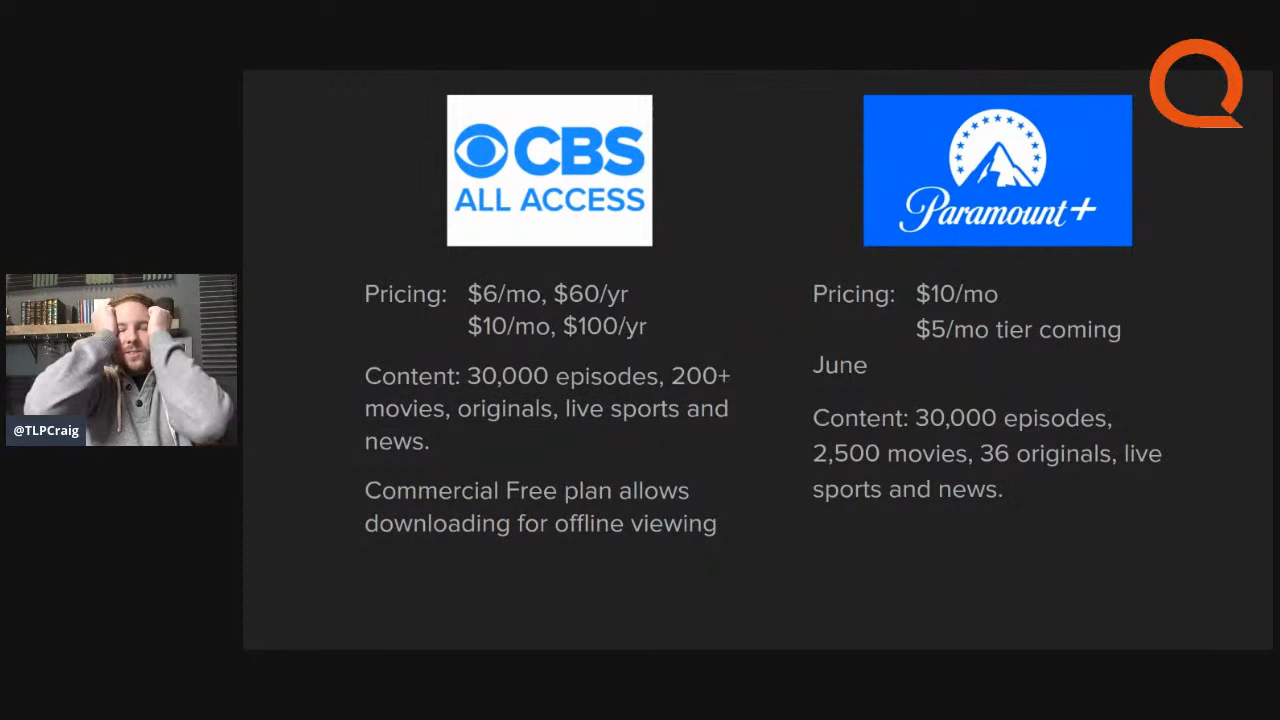 CBS
ALL ACCESS
Paramount+
Pricing: $6/mo, $60/yr
$10/mo, $100/yr
Content: 30,000 episodes, 200+
movies, originals, live sports and
news.
Commercial Free plan allows
downloading for offline viewing
Pricing: $10/mo
$5/mo tier coming
June
Content: 30,000 episodes,
2,500 movies, 36 originals, live
sports and news.
@TLPCraig